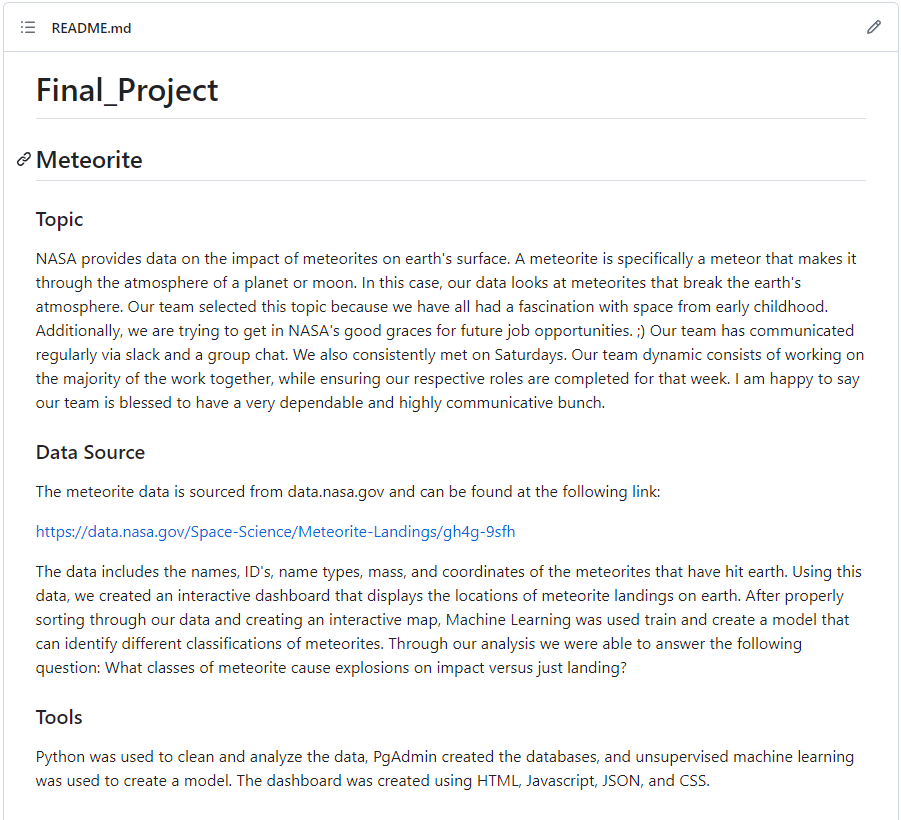 README.md
Final_Project
Meteorite
Topic
NASA provides data on the impact of meteorites on earth's surface. A meteorite is specifically a meteor that makes it
through the atmosphere of a planet or moon. In this case, our data looks at meteorites that break the earth's
atmosphere. Our team selected this topic because we have all had a fascination with space from early childhood.
Additionally, we are trying to get in NASA's good graces for future job opportunities. ;) Our team has communicated
regularly via slack and a group chat. We also consistently met on Saturdays. Our team dynamic consists of working on
the majority of the work together, while ensuring our respective roles are completed for that week. I am happy to say
our team is blessed to have a very dependable and highly communicative bunch.
Data Source
The meteorite data is sourced from data.nasa.gov and can be found at the following link:
https://data.nasa.gov/Space-Science/Meteorite-Landings/gh4g-9sfh
The data includes the names, ID's, name types, mass, and coordinates of the meteorites that have hit earth. Using this
data, we created an interactive dashboard that displays the locations of meteorite landings on earth. After properly
sorting through our data and creating an interactive map, Machine Learning was used train and create a model that
can identify different classifications of meteorites. Through our analysis we were able to answer the following
question: What classes of meteorite cause explosions on impact versus just landing?
Tools
Python was used to clean and analyze the data, PgAdmin created the databases, and unsupervised machine learning
was used to create a model. The dashboard was created using HTML, Javascript, JSON, and CSS.